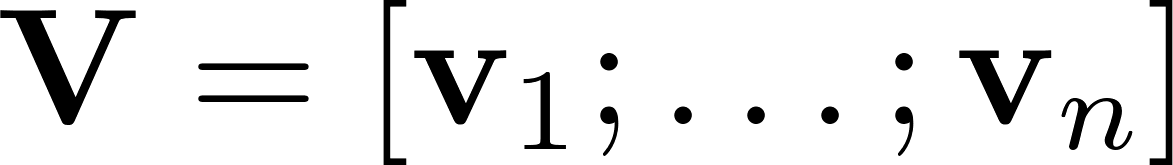 𝐕 = [𝐯₁; . . . ; 𝐯ₙ]